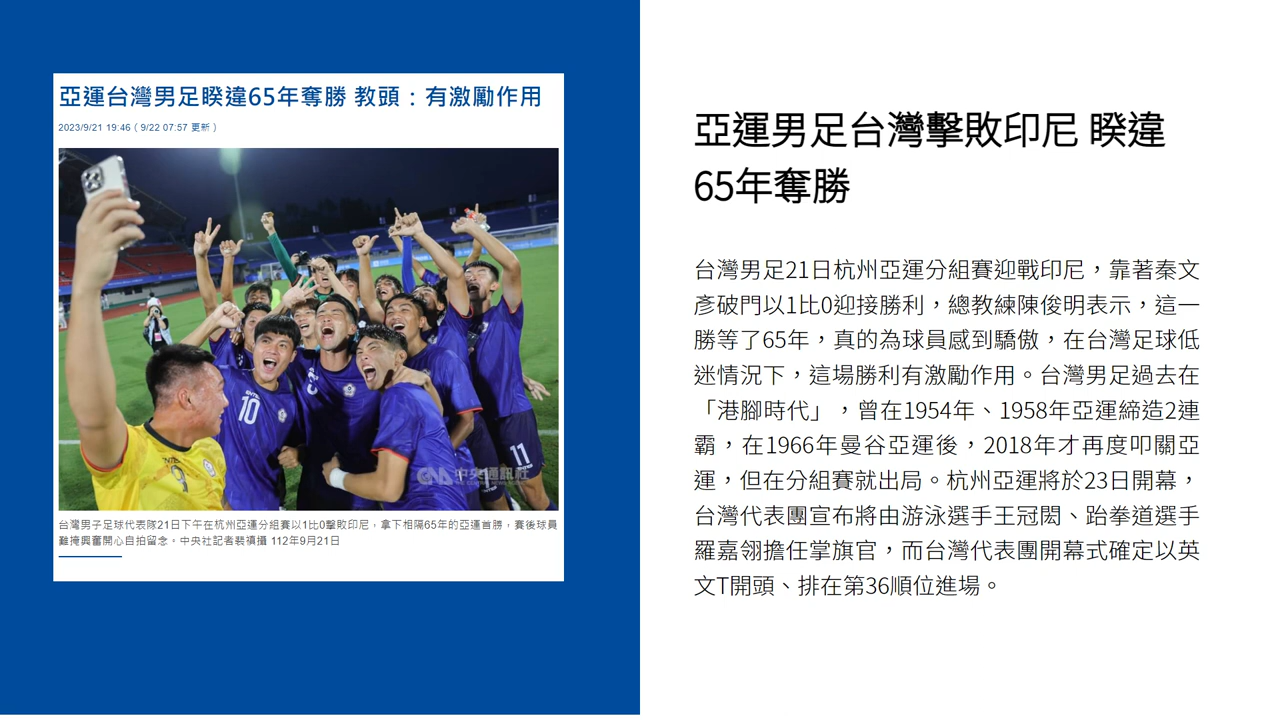 亞運台灣男足睽違65年奪勝 教頭：有激勵作用
2023/9/21 19:46（9/22 07:57 更新）
10
11
9
中央通訊社
THE CENTRAL NEWS AGENCY
台灣男子足球代表隊21日下午在杭州亞運分組賽以1比0擊敗印尼，拿下相隔65年的亞運首勝，賽後球員
難掩興奮開心自拍留念。中央社記者裴禛攝 112年9月21日
亞運男足台灣擊敗印尼 睽違
65年奪勝
台灣男足21日杭州亞運分組賽迎戰印尼，靠著秦文
彥破門以1比0迎接勝利，總教練陳俊明表示，這一
勝等了65年，真的為球員感到驕傲，在台灣足球低
迷情況下，這場勝利有激勵作用。台灣男足過去在
「港腳時代」，曾在1954年、1958年亞運締造2連
霸，在1966年曼谷亞運後，2018年才再度叩關亞
運，但在分組賽就出局。杭州亞運將於23日開幕，
台灣代表團宣布將由游泳選手王冠閎、跆拳道選手
羅嘉翎擔任掌旗官，而台灣代表團開幕式確定以英
文T開頭、排在第36順位進場。